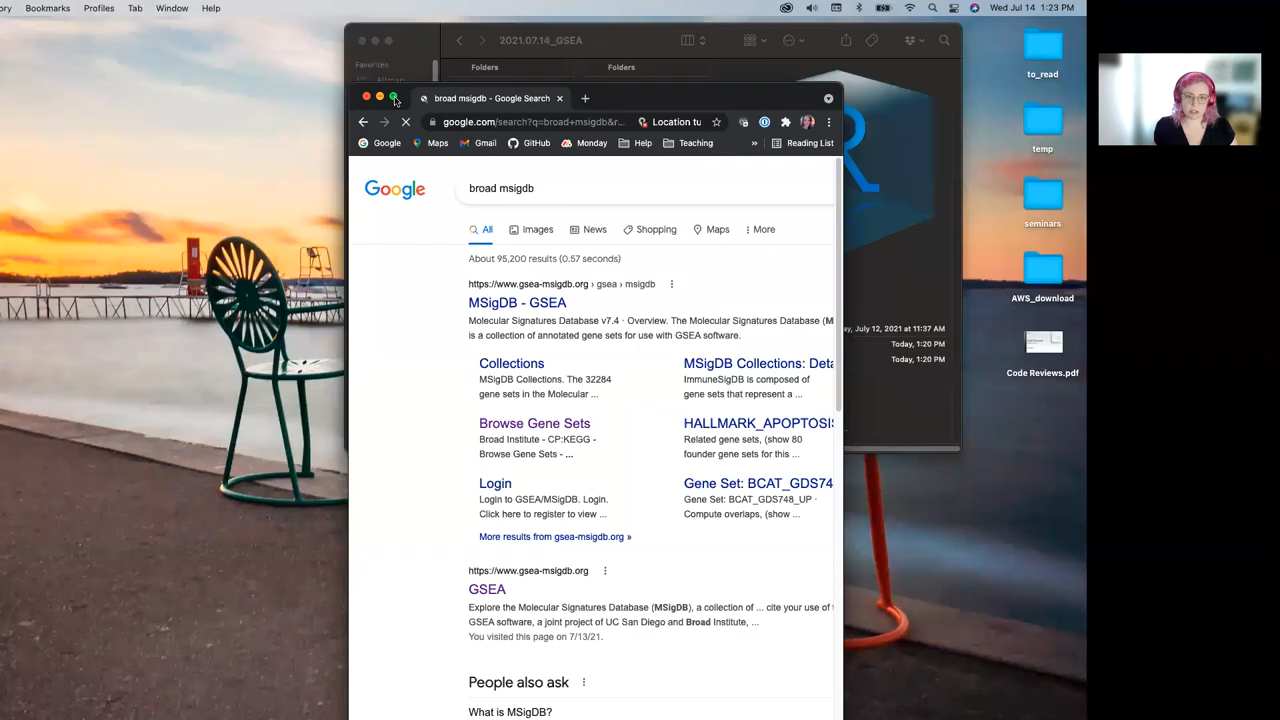 ory Bookmarks Profiles Tab Window Help Wed Jul 14 1:23 PM
2021.07.14_GSEA
Favorites
Folders Folders
broad msigdb - Google Search
google.com/search?q=broad+msigdb&r... Location tu
Google Maps Gmail GitHub Monday Help Teaching » Reading List
Google
broad msigdb
All Images News Shopping Maps More
About 95,200 results (0.57 seconds)
https://www.gsea-msigdb.org › gsea › msigdb
MSigDB - GSEA
Molecular Signatures Database v7.4 · Overview. The Molecular Signatures Database (M
is a collection of annotated gene sets for use with GSEA software.
Collections
MSigDB Collections. The 32284
gene sets in the Molecular ...
MSigDB Collections: Deta
ImmuneSigDB is composed of
gene sets that represent a ...
Browse Gene Sets
Broad Institute - CP:KEGG -
Browse Gene Sets - ...
HALLMARK_APOPTOSIS
Related gene sets, (show 80
founder gene sets for this ...
Login
Login to GSEA/MSigDB. Login.
Click here to register to view ...
Gene Set: BCAT_GDS74
Gene Set: BCAT_GDS748_UP ·
Compute overlaps, (show ...
More results from gsea-msigdb.org »
https://www.gsea-msigdb.org
GSEA
Explore the Molecular Signatures Database (MSigDB), a collection of ... cite your use of
GSEA software, a joint project of UC San Diego and Broad Institute, ...
You visited this page on 7/13/21.
People also ask
What is MSigDB?
R
ay, July 12, 2021 at 11:37 AM
Today, 1:20 PM
Today, 1:20 PM
to_read
temp
seminars
AWS_download
Code Reviews.pdf